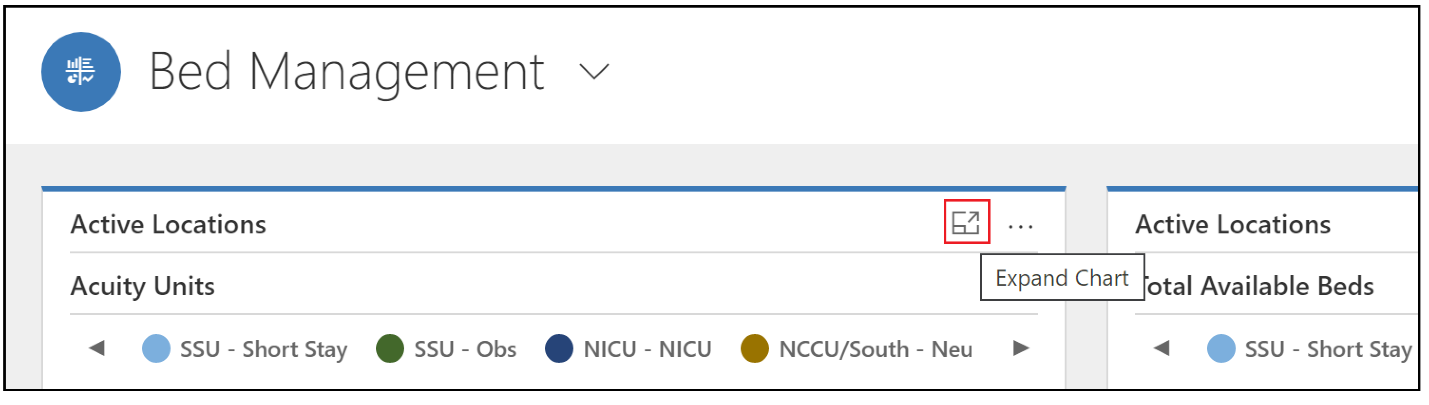 Bed Management
Active Locations ...
Acuity Units
Expand Chart
SSU - Short Stay SSU - Obs NICU - NICU NCCU/South - Neu
Active Locations
Total Available Beds
SSU - Short Stay